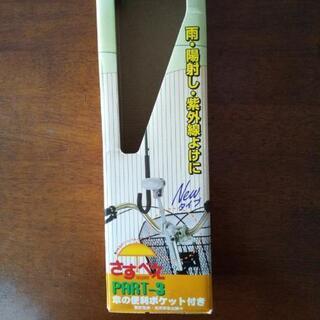 雨・陽射し・紫外線よけに
New
タイプ
さすべえ
PART-3
傘の便利ポケット付き